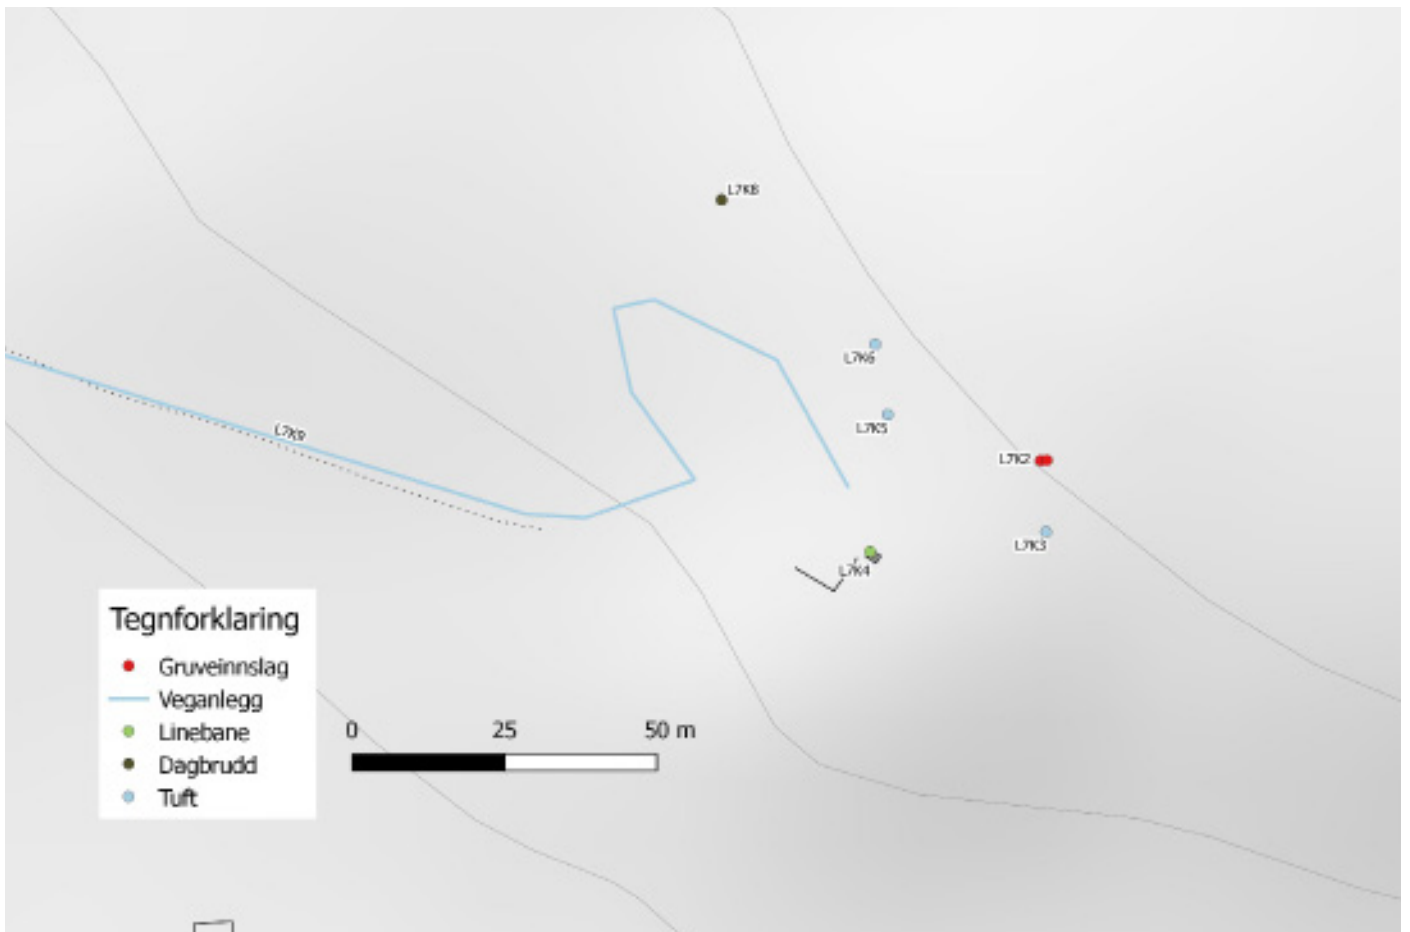 L7K8
L7K6
L7K5
L7K9
L7K2
L7K3
L7K4
Tegnforklaring
Gruveinnslag
Veganlegg
Linebane
Dagbrudd
Tuft
0 25 50 m